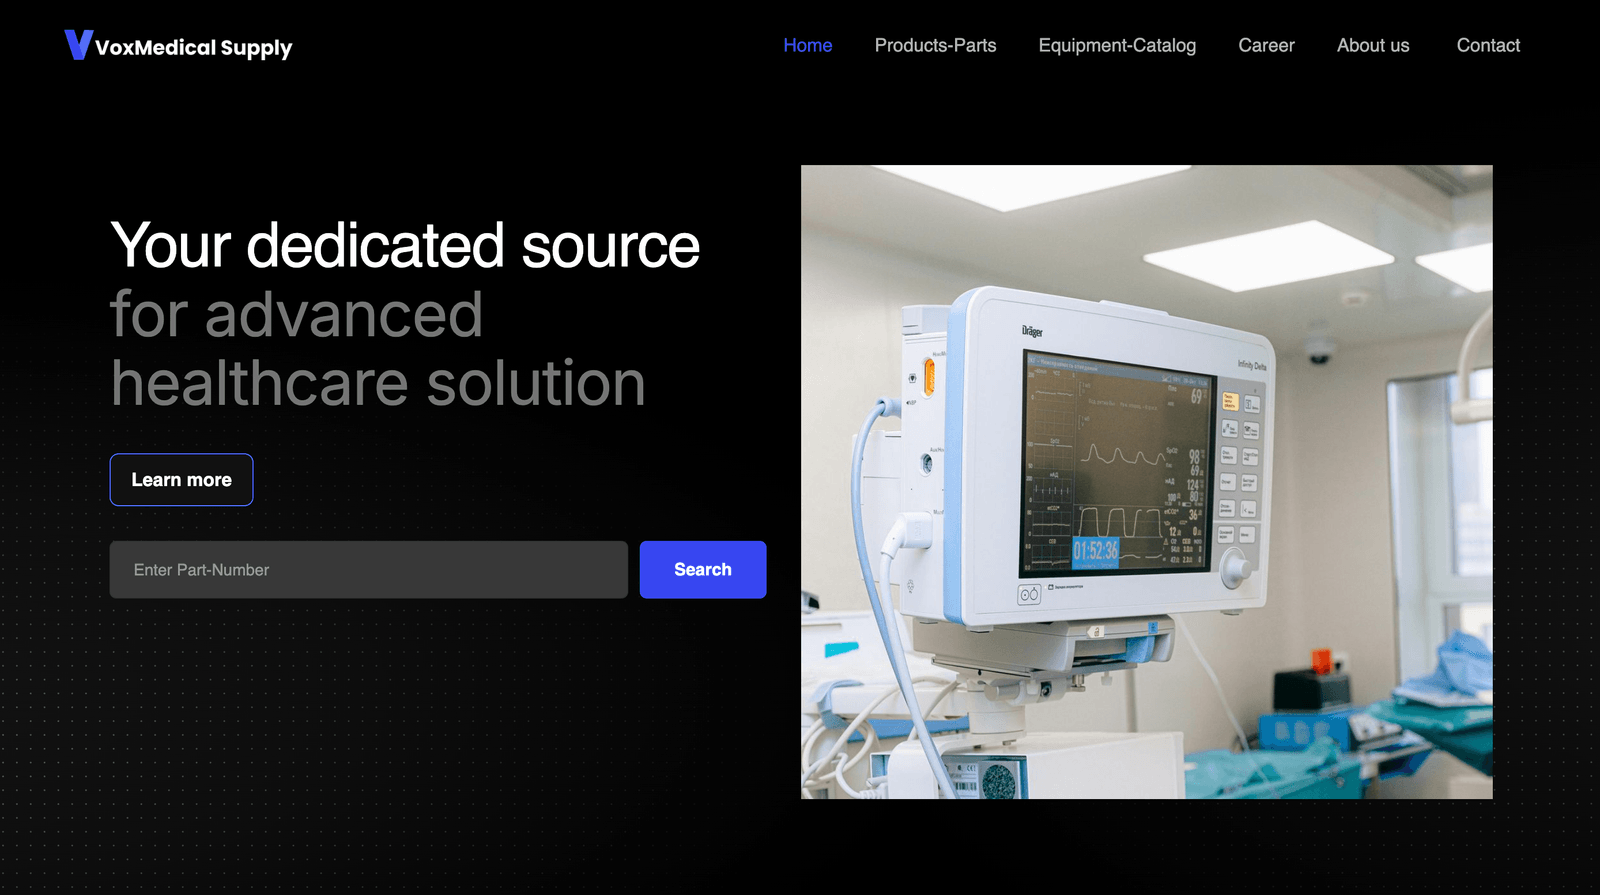 VoxMedical Supply
Home
Products-Parts
Equipment-Catalog
Career
About us
Contact
Your dedicated source
for advanced
healthcare solution
Learn more
Enter Part-Number
Search
Dräger
Infinity Delta
69
98
69
124
80
100
36
12
01:52:36